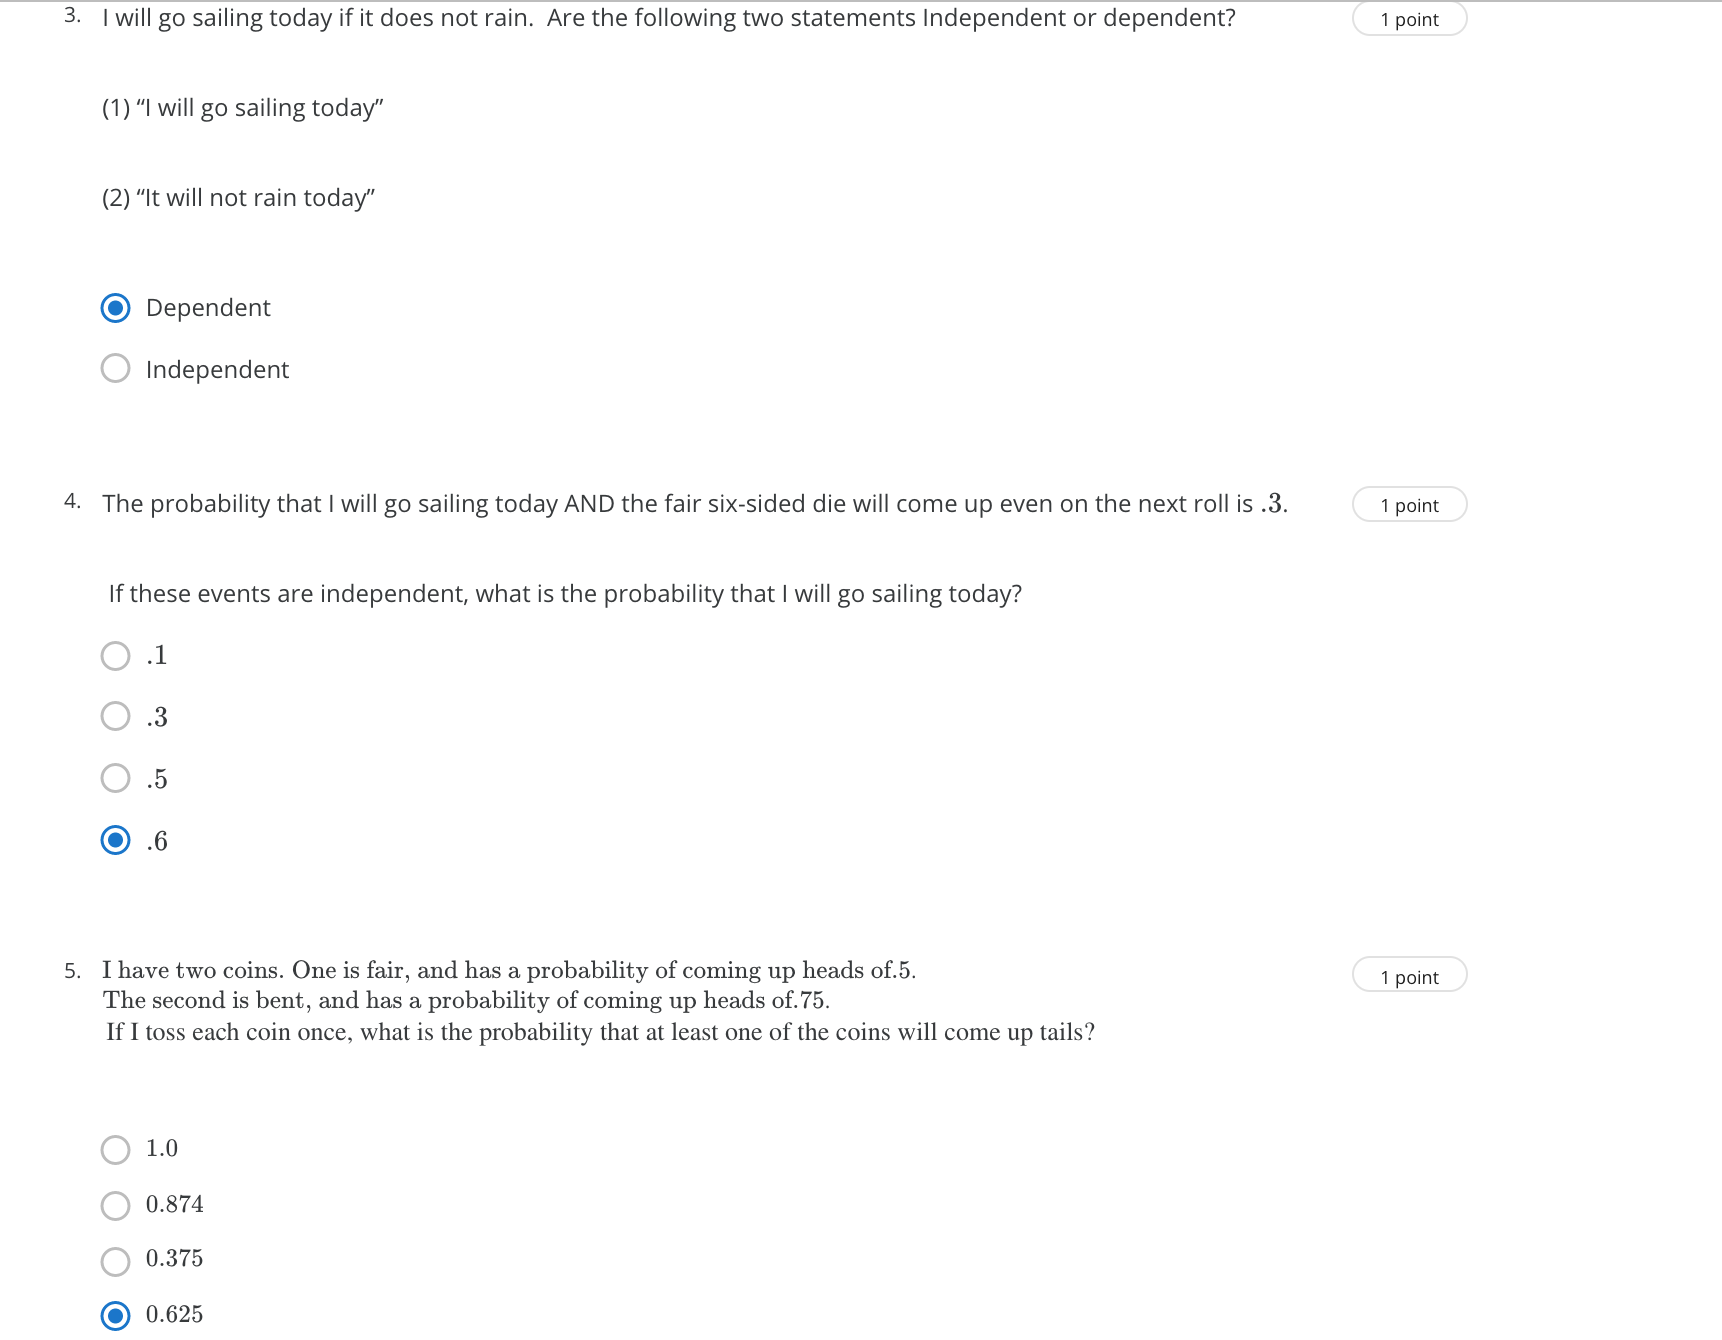 3. I will go sailing today if it does not rain.  Are the following two statements Independent or dependent?
1 point
(1) “I will go sailing today”
(2) “It will not rain today”
Dependent
Independent
4. The probability that I will go sailing today AND the fair six-sided die will come up even on the next roll is .3.
1 point
If these events are independent, what is the probability that I will go sailing today?
.1
.3
.5
.6
5. I have two coins. One is fair, and has a probability of coming up heads of.5.
1 point
The second is bent, and has a probability of coming up heads of.75.
If I toss each coin once, what is the probability that at least one of the coins will come up tails?
1.0
0.874
0.375
0.625